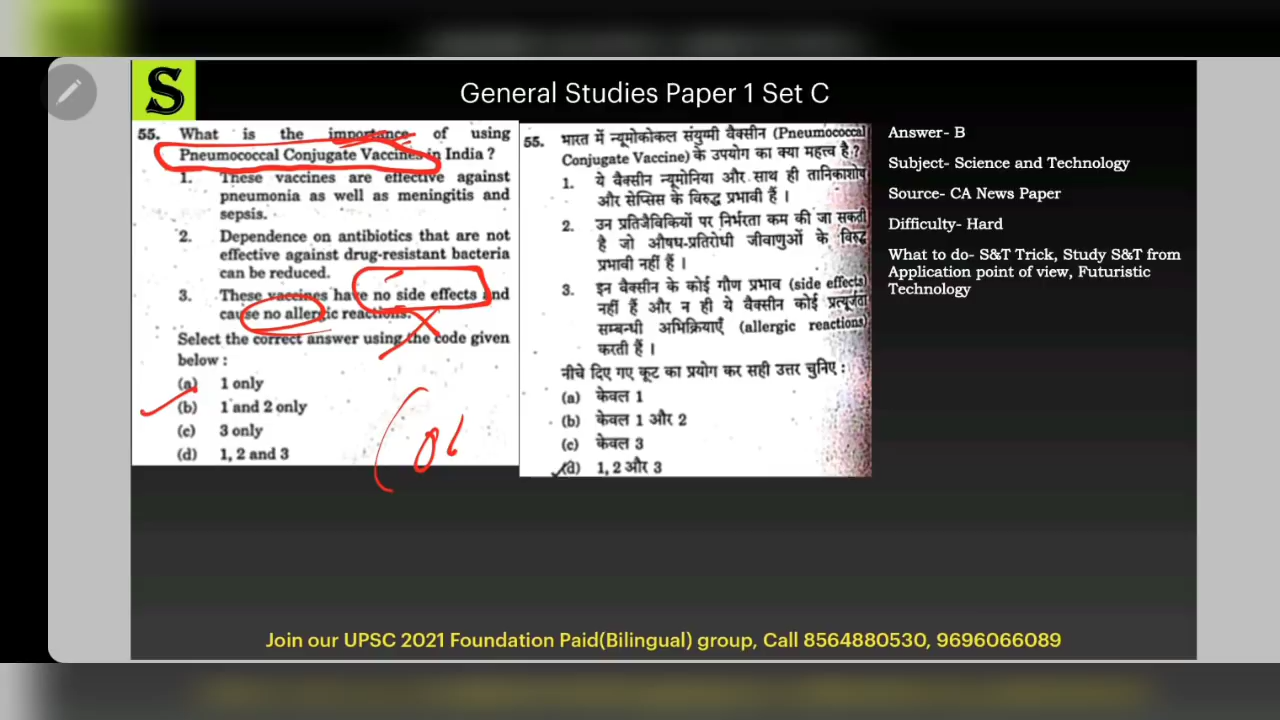 S
General Studies Paper 1 Set C
55. What is the importance of using
Pneumococcal Conjugate Vaccines in India ?
1. These vaccines are effective against
pneumonia as well as meningitis and
sepsis.
2. Dependence on antibiotics that are not
effective against drug-resistant bacteria
can be reduced.
3. These vaccines have no side effects and
cause no allergic reactions.
Select the correct answer using the code given
below :
(a) 1 only
(b) 1 and 2 only
(c) 3 only
(d) 1, 2 and 3
55. भारत में न्यूमोकोकल संयुग्मी वैक्सीन (Pneumococcal
Conjugate Vaccine) के उपयोग का क्या महत्त्व है ?
1. ये वैक्सीन न्यूमोनिया और साथ ही तानिकाशोथ
और सेप्सिस के विरुद्ध प्रभावी हैं ।
2. उन प्रतिजैविकियों पर निर्भरता कम की जा सकती
है जो औषध-प्रतिरोधी जीवाणुओं के विरुद्ध
प्रभावी नहीं हैं ।
3. इन वैक्सीन के कोई गौण प्रभाव (side effects)
नहीं हैं और न ही ये वैक्सीन कोई प्रत्यूर्जता
सम्बन्धी अभिक्रियाएँ (allergic reactions)
करती हैं ।
नीचे दिए गए कूट का प्रयोग कर सही उत्तर चुनिए :
(a) केवल 1
(b) केवल 1 और 2
(c) केवल 3
(d) 1, 2 और 3
Answer- B
Subject- Science and Technology
Source- CA News Paper
Difficulty- Hard
What to do- S&T Trick, Study S&T from
Application point of view, Futuristic
Technology
Join our UPSC 2021 Foundation Paid(Bilingual) group, Call 8564880530, 9696066089